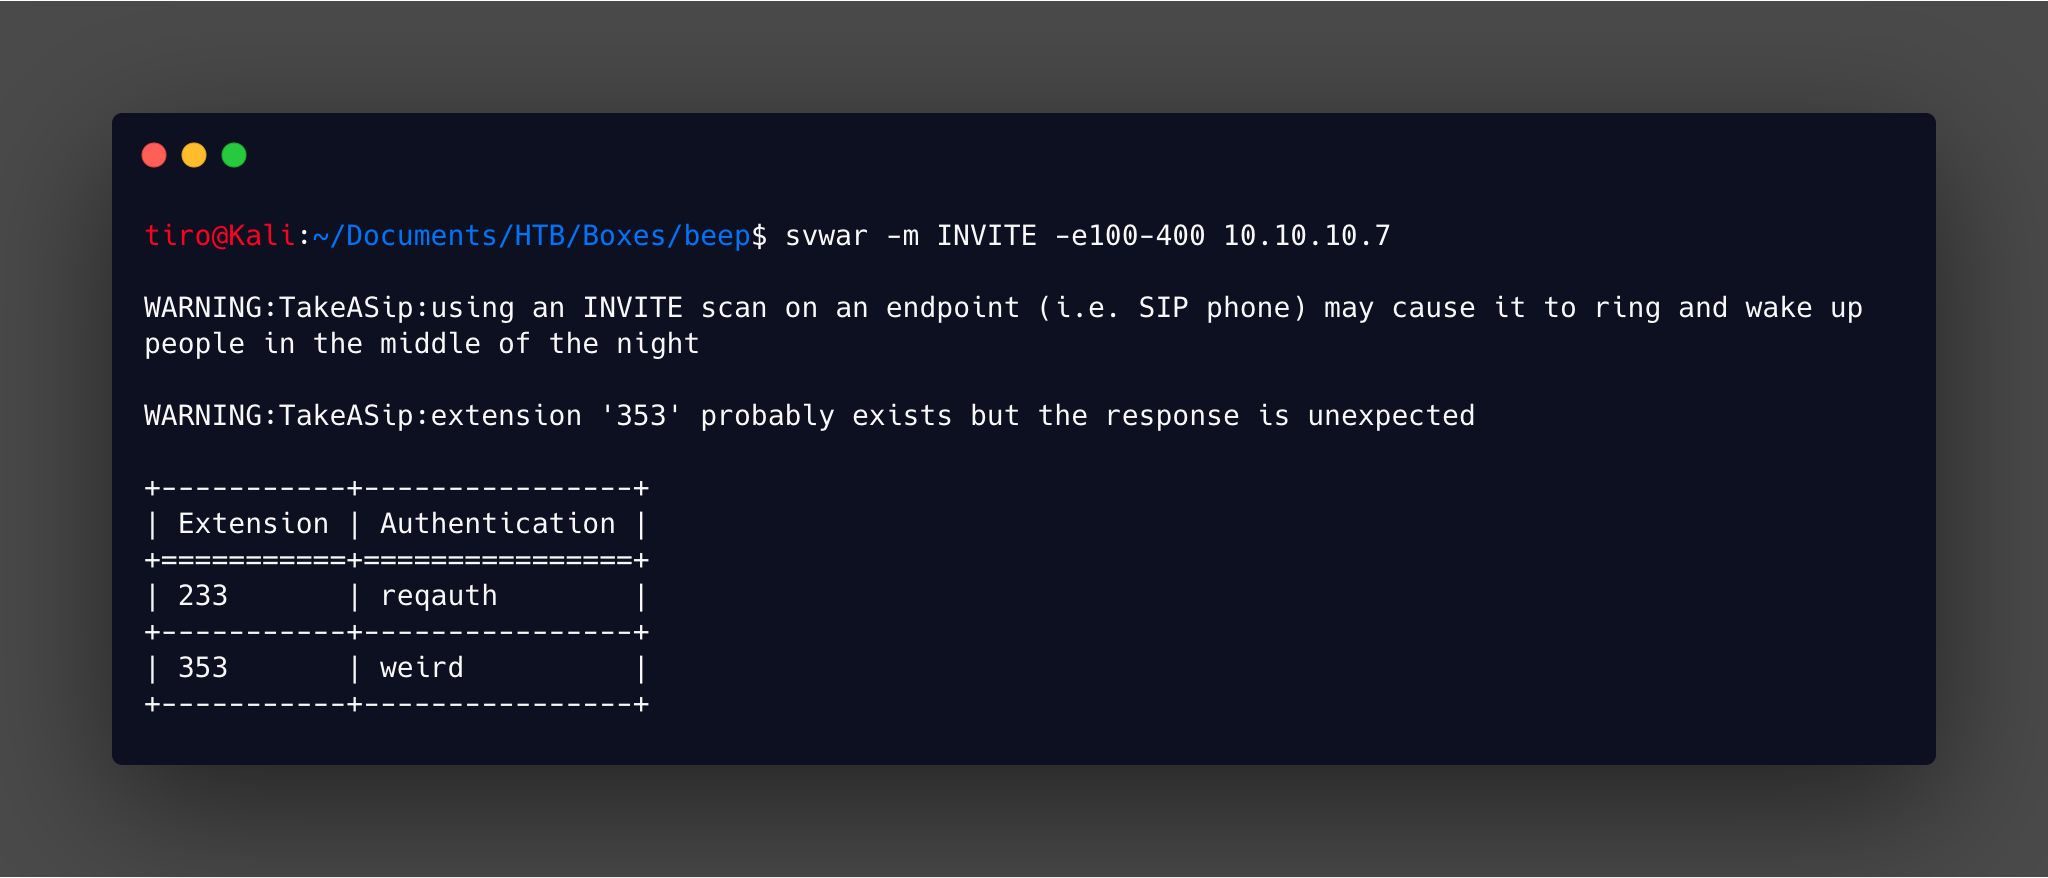 tiro@Kali:~/Documents/HTB/Boxes/beep$ svwar -m INVITE -e100-400 10.10.10.7
WARNING:TakeASip:using an INVITE scan on an endpoint (i.e. SIP phone) may cause it to ring and wake up
people in the middle of the night
WARNING:TakeASip:extension '353' probably exists but the response is unexpected
+-----------+----------------+
| Extension | Authentication |
+===========+================+
| 233       | reqauth        |
+-----------+----------------+
| 353       | weird          |
+-----------+----------------+